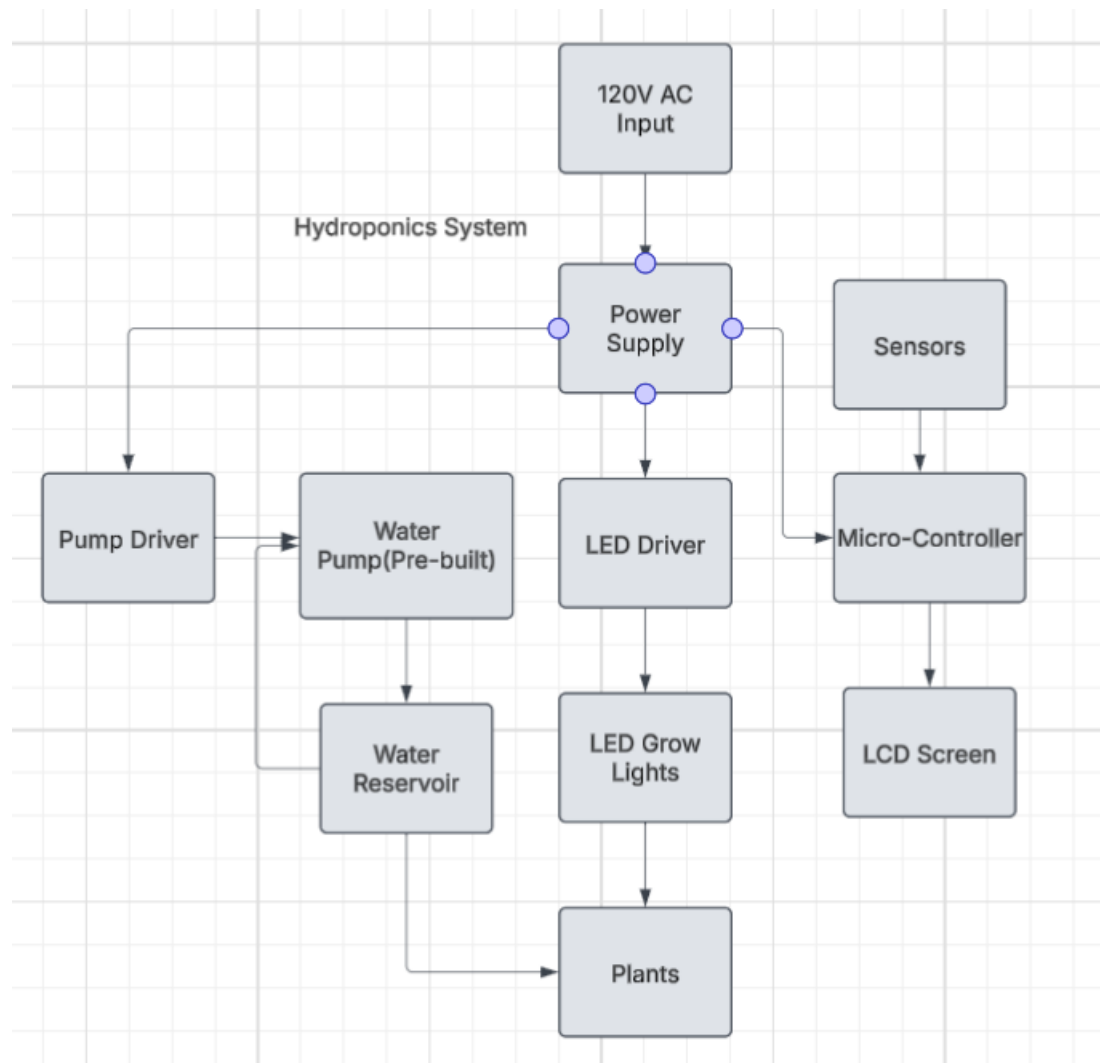 120V AC
Input
Hydroponics System
Power
Supply
Sensors
Pump Driver
Water
Pump(Pre-built)
LED Driver
Micro-Controller
Water
Reservoir
LED Grow
Lights
LCD Screen
Plants